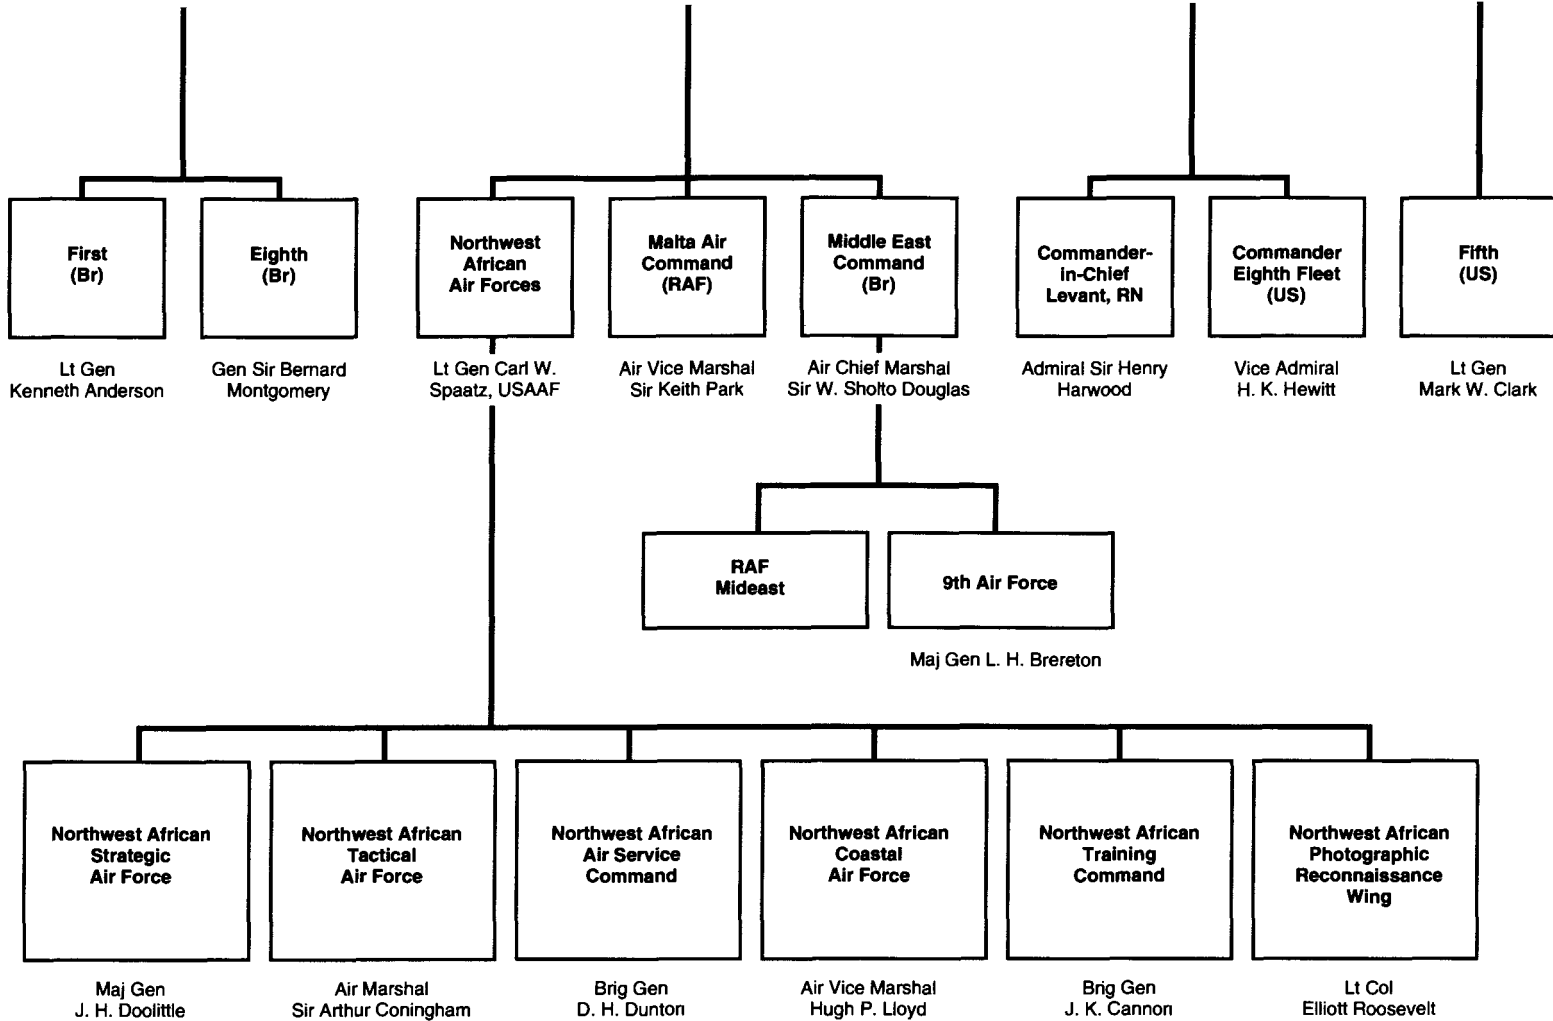 First
(Br)
Eighth
(Br)
Northwest
African
Air Forces
Malta Air
Command
(RAF)
Middle East
Command
(Br)
Commander-
in-Chief
Levant, RN
Commander
Eighth Fleet
(US)
Fifth
(US)
Lt Gen
Kenneth Anderson
Gen Sir Bernard
Montgomery
Lt Gen Carl W.
Spaatz, USAAF
Air Vice Marshal
Sir Keith Park
Air Chief Marshal
Sir W. Sholto Douglas
Admiral Sir Henry
Harwood
Vice Admiral
H. K. Hewitt
Lt Gen
Mark W. Clark
RAF
Mideast
9th Air Force
Maj Gen L. H. Brereton
Northwest African
Strategic
Air Force
Northwest African
Tactical
Air Force
Northwest African
Air Service
Command
Northwest African
Coastal
Air Force
Northwest African
Training
Command
Northwest African
Photographic
Reconnaissance
Wing
Maj Gen
J. H. Doolittle
Air Marshal
Sir Arthur Coningham
Brig Gen
D. H. Dunton
Air Vice Marshal
Hugh P. Lloyd
Brig Gen
J. K. Cannon
Lt Col
Elliott Roosevelt